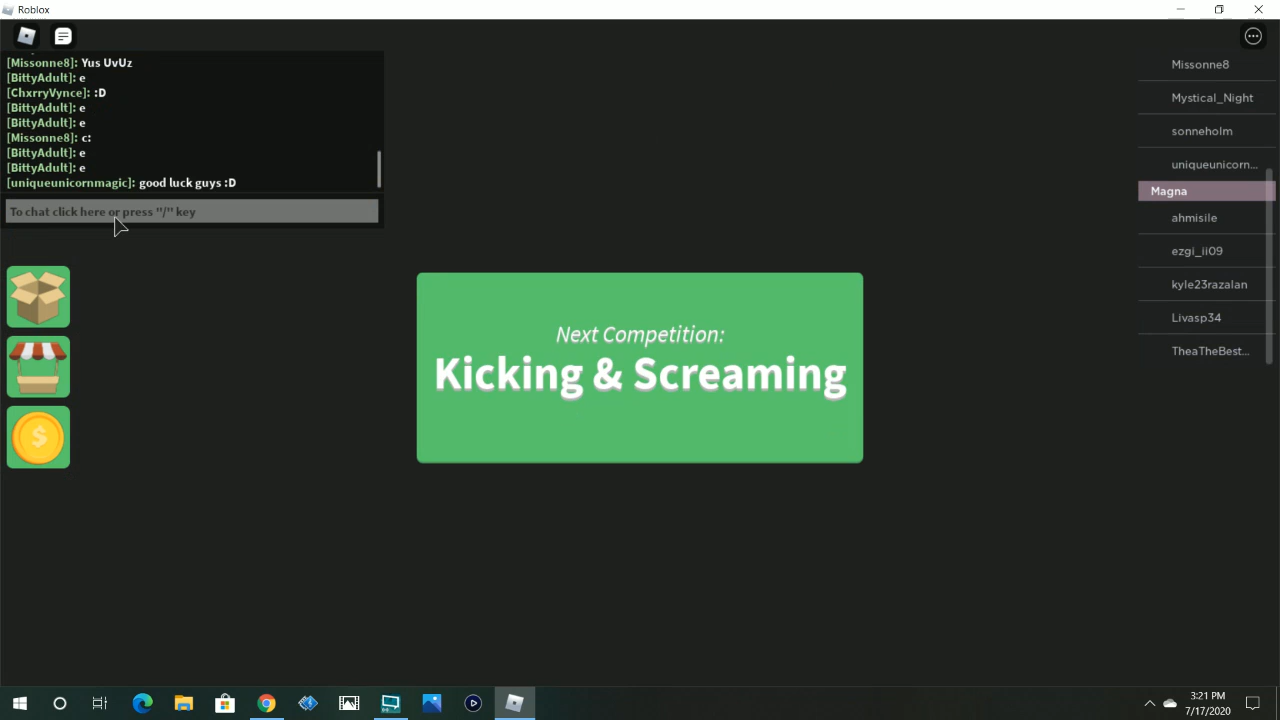 Roblox
[Missonne8]: Yus UvUz
[BittyAdult]: e
[ChxrryVynce]: :D
[BittyAdult]: e
[BittyAdult]: e
[Missonne8]: c:
[BittyAdult]: e
[BittyAdult]: e
[uniqueunicornmagic]: good luck guys :D
To chat click here or press "/" key
Missonne8
Mystical_Night
sonneholm
uniqueunicorn...
Magna
ahmisile
ezgi_ii09
kyle23razalan
Livasp34
TheaTheBest...
Next Competition:
Kicking & Screaming
3:21 PM
7/17/2020